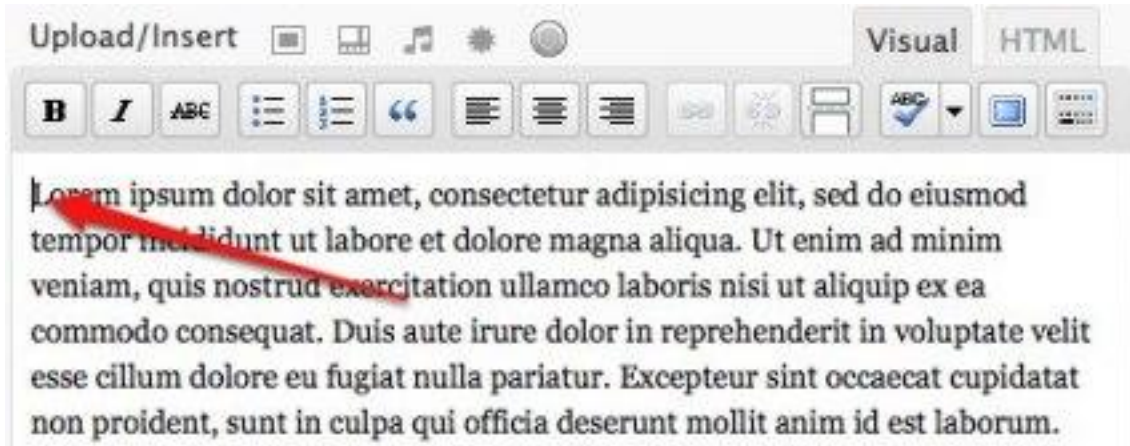 Upload/Insert Visual HTML
B I ABC ABC
Lorem ipsum dolor sit amet, consectetur adipisicing elit, sed do eiusmod
tempor incididunt ut labore et dolore magna aliqua. Ut enim ad minim
veniam, quis nostrud exercitation ullamco laboris nisi ut aliquip ex ea
commodo consequat. Duis aute irure dolor in reprehenderit in voluptate velit
esse cillum dolore eu fugiat nulla pariatur. Excepteur sint occaecat cupidatat
non proident, sunt in culpa qui officia deserunt mollit anim id est laborum.